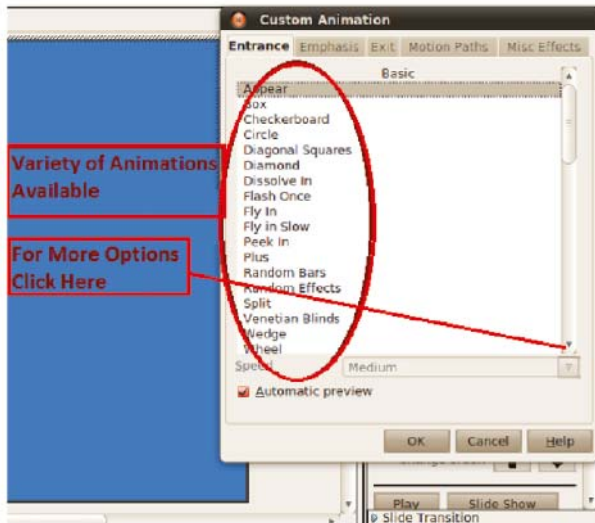 Custom Animation
Entrance Emphasis Exit Motion Paths Misc Effects
Basic
Appear
Box
Checkerboard
Circle
Diagonal Squares
Diamond
Dissolve In
Flash Once
Fly In
Fly in Slow
Peek In
Plus
Random Bars
Random Effects
Split
Venetian Blinds
Wedge
Wheel
Variety of Animations
Available
For More Options
Click Here
Speed Medium
Automatic preview
OK Cancel Help
Play Slide Show
Slide Transition